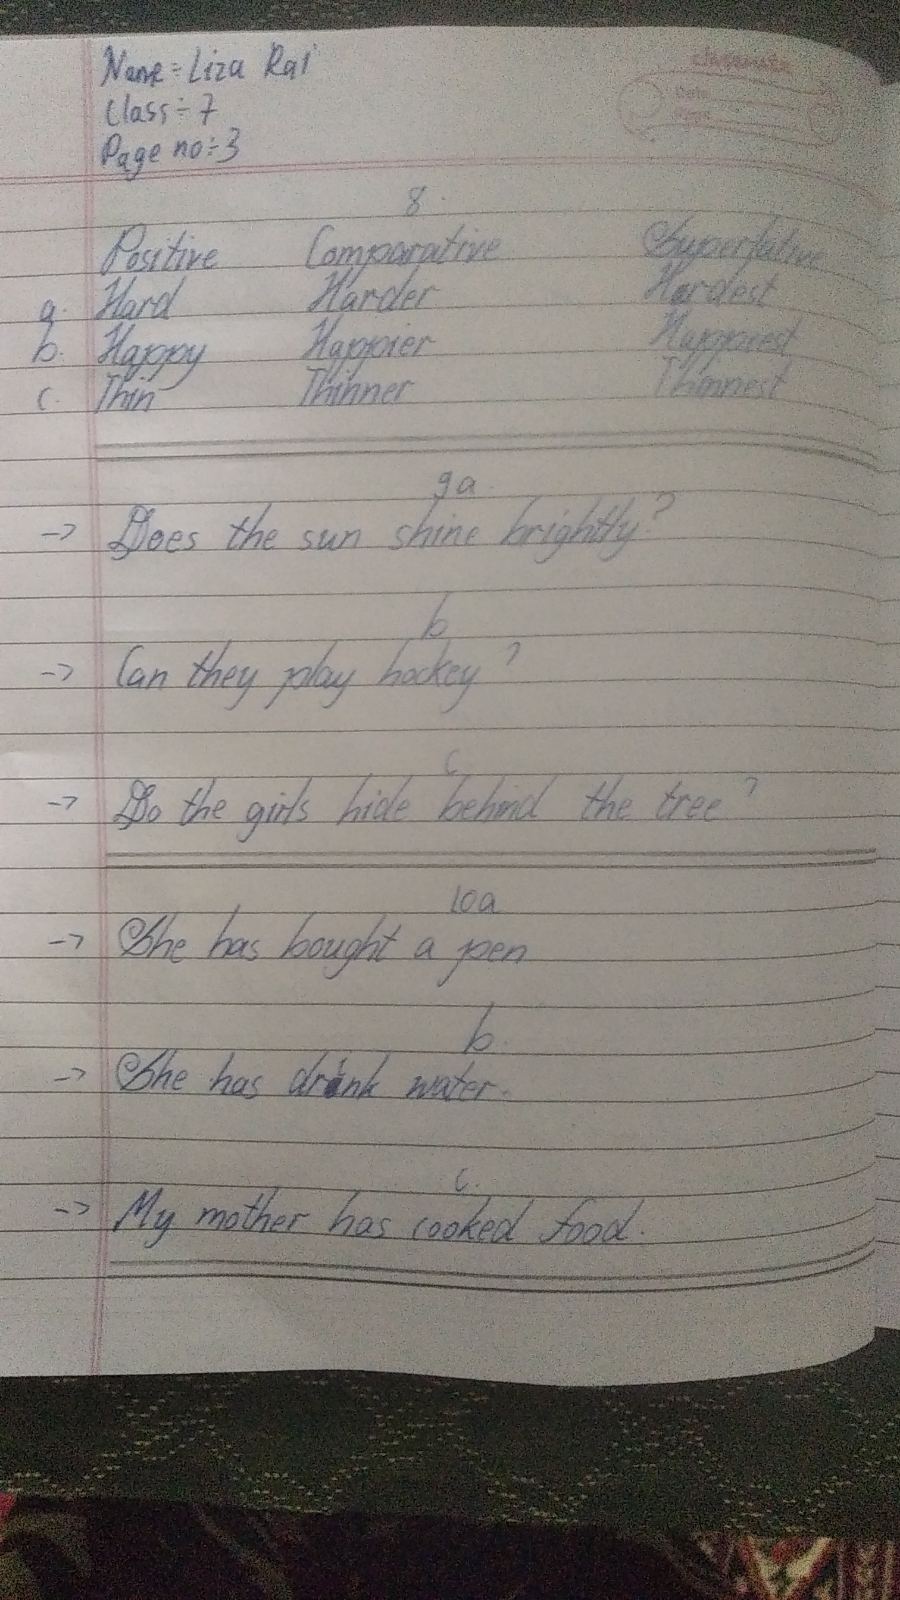 classmate
Date
Page
Name÷Liza Rai
Class÷7
Page no÷3
8.
Positive Comparative Superlative
a. Hard Harder Hardest
b. Happy Happier Happiest
c. Thin Thinner Thinnest
9a.
-> Does the sun shine brightly?
b
-> Can they play hockey?
c
-> Do the girls hide behind the tree?
10a
-> She has bought a pen
b.
-> She has drink water.
c.
-> My mother has cooked food.